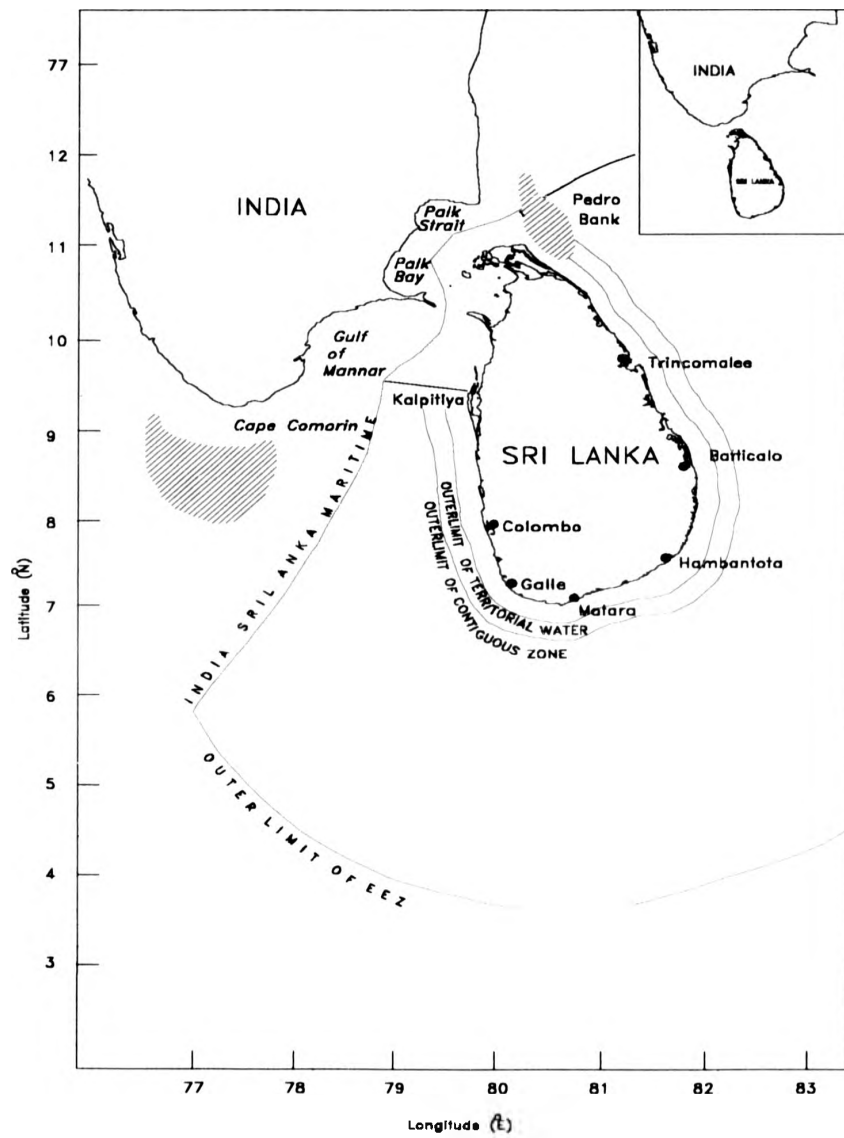 77
12
11
10
9
8
7
6
5
4
3
Latitude (°N)
INDIA
Palk
Strait
Palk
Bay
Gulf
of
Mannar
Cape Comorin
Pedro
Bank
INDIA
SRI LANKA
Trincomalee
Kalpitiya
SRI LANKA
Batticalo
Colombo
Hambantota
Galle
Matara
OUTERLIMIT OF TERRITORIAL WATER
OUTERLIMIT OF CONTIGUOUS ZONE
INDIA SRI LANKA MARITIME
OUTER LIMIT OF EEZ
77 78 79 80 81 82 83
Longitude (°E)